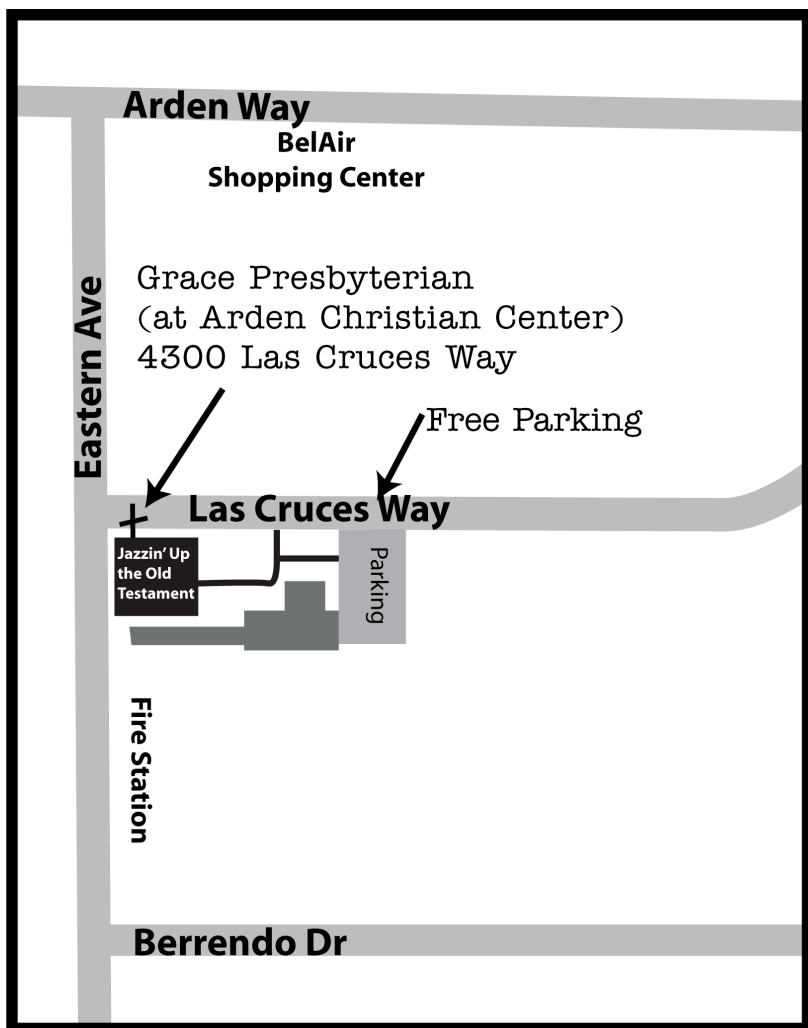 Arden Way
BelAir
Shopping Center
Eastern Ave
Grace Presbyterian
(at Arden Christian Center)
4300 Las Cruces Way
Free Parking
Las Cruces Way
Jazzin' Up
the Old
Testament
Parking
Fire Station
Berrendo Dr